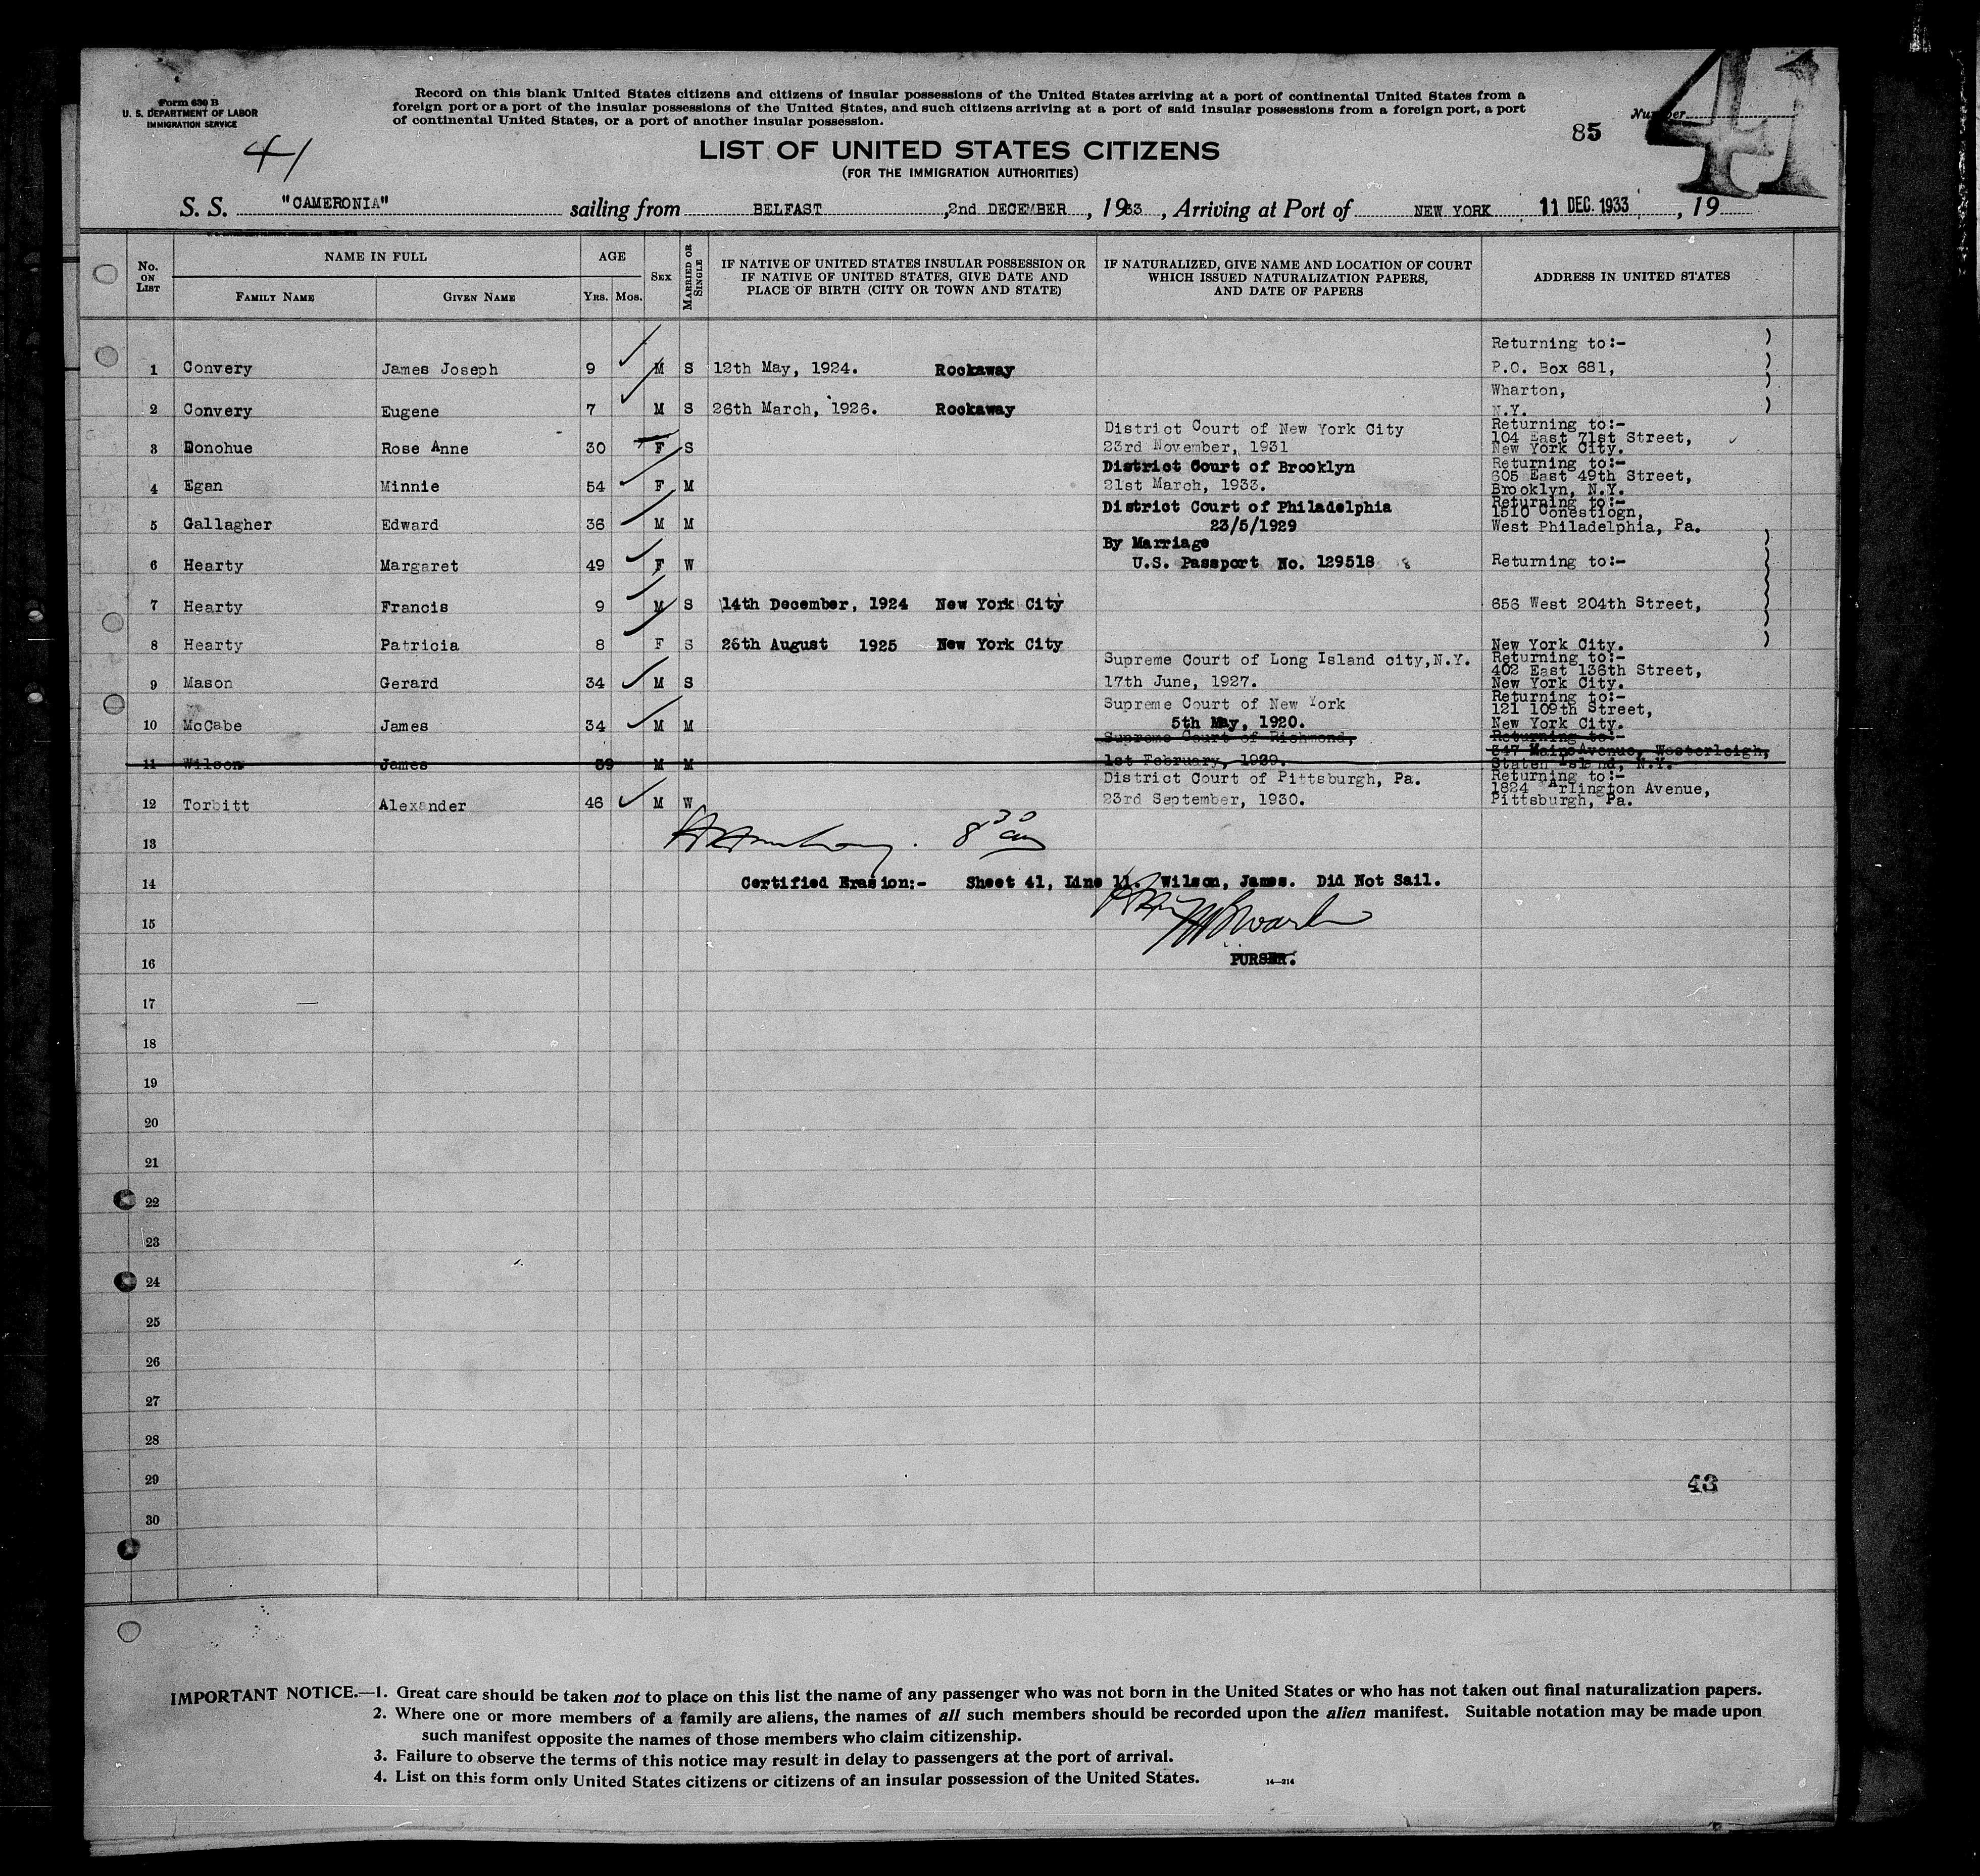 Form 630 B
U. S. DEPARTMENT OF LABOR
IMMIGRATION SERVICE
41
Record on this blank United States citizens and citizens of insular possessions of the United States arriving at a port of continental United States from a
foreign port or a port of the insular possessions of the United States, and such citizens arriving at a port of said insular possessions from a foreign port, a port
of continental United States, or a port of another insular possession.
85
Number
41
LIST OF UNITED STATES CITIZENS
(FOR THE IMMIGRATION AUTHORITIES)
S. S. "CAMERONIA" sailing from BELFAST, 2nd DECEMBER, 1933, Arriving at Port of NEW YORK 11 DEC. 1933, 19
No. ON LIST
NAME IN FULL
FAMILY NAME
GIVEN NAME
AGE
YRS. MOS.
SEX
MARRIED OR SINGLE
IF NATIVE OF UNITED STATES INSULAR POSSESSION OR
IF NATIVE OF UNITED STATES, GIVE DATE AND
PLACE OF BIRTH (CITY OR TOWN AND STATE)
IF NATURALIZED, GIVE NAME AND LOCATION OF COURT
WHICH ISSUED NATURALIZATION PAPERS,
AND DATE OF PAPERS
ADDRESS IN UNITED STATES
Returning to:-
1 Convery James Joseph 9 M S 12th May, 1924. Rockaway P.O. Box 681,
Wharton,
2 Convery Eugene 7 M S 26th March, 1926. Rockaway N.Y.
District Court of New York City Returning to:-
104 East 71st Street,
3 Donohue Rose Anne 30 F S 23rd November, 1931 New York City.
District Court of Brooklyn Returning to:-
605 East 49th Street,
4 Egan Minnie 54 F M 21st March, 1933. Brooklyn, N.Y.
District Court of Philadelphia Returning to:-
1510 Conestiogn,
5 Gallagher Edward 36 M M 23/5/1929 West Philadelphia, Pa.
By Marriage
6 Hearty Margaret 49 F W U.S. Passport No. 129518 Returning to:-
7 Hearty Francis 9 M S 14th December, 1924 New York City 656 West 204th Street,
8 Hearty Patricia 8 F S 26th August 1925 New York City New York City.
Supreme Court of Long Island city, N.Y. Returning to:-
402 East 136th Street,
9 Mason Gerard 34 M S 17th June, 1927. New York City.
Supreme Court of New York Returning to:-
121 109th Street,
10 McCabe James 34 M M 5th May, 1920. New York City.
Supreme Court of Richmond, Returning to:-
847 Maine Avenue, Westerleigh,
11 Wilson James 59 M M 1st February, 1929. Staten Island, N.Y.
District Court of Pittsburgh, Pa. Returning to:-
1824 Arlington Avenue,
12 Torbitt Alexander 46 M W 23rd September, 1930. Pittsburgh, Pa.
13 8 30 am
14 Certified Erasion:- Sheet 41, Line 11. Wilson, James. Did Not Sail.
15
PURSER.
16
17
18
19
20
21
22
23
24
25
26
27
28
29
43
30
IMPORTANT NOTICE.—1. Great care should be taken not to place on this list the name of any passenger who was not born in the United States or who has not taken out final naturalization papers.
2. Where one or more members of a family are aliens, the names of all such members should be recorded upon the alien manifest. Suitable notation may be made upon
such manifest opposite the names of those members who claim citizenship.
3. Failure to observe the terms of this notice may result in delay to passengers at the port of arrival.
4. List on this form only United States citizens or citizens of an insular possession of the United States.
14—214